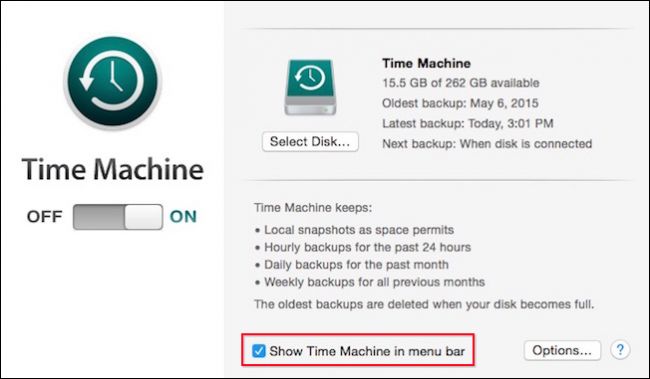 Time Machine
OFF ON
Select Disk...
Time Machine
15.5 GB of 262 GB available
Oldest backup: May 6, 2015
Latest backup: Today, 3:01 PM
Next backup: When disk is connected
Time Machine keeps:
• Local snapshots as space permits
• Hourly backups for the past 24 hours
• Daily backups for the past month
• Weekly backups for all previous months
The oldest backups are deleted when your disk becomes full.
Show Time Machine in menu bar
Options... ?